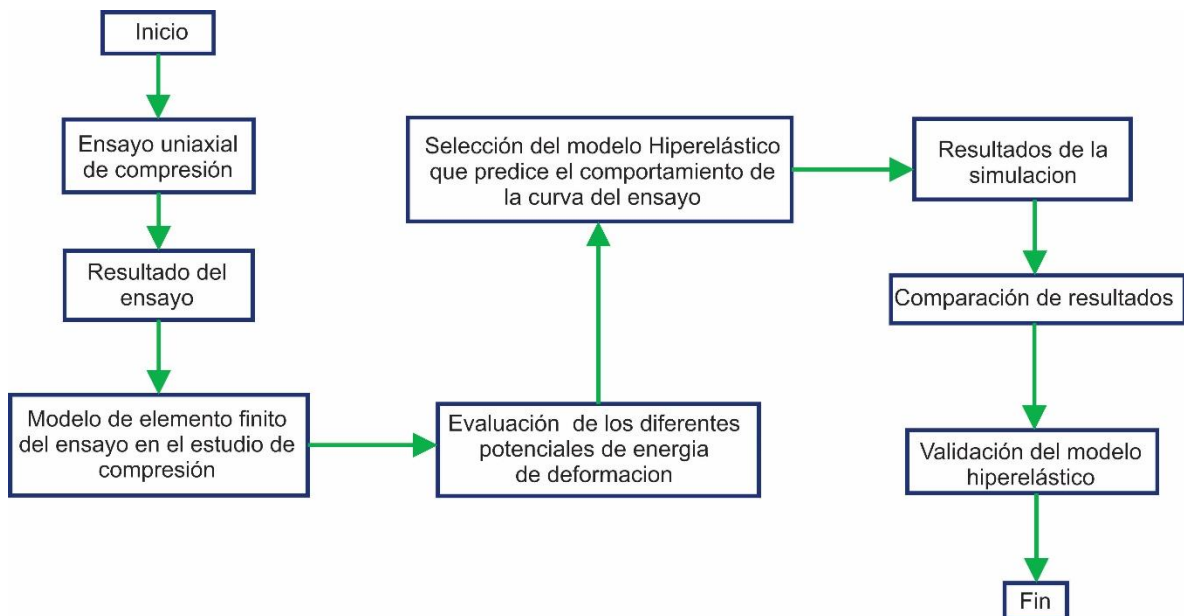 Inicio
Ensayo uniaxial
de compresión
Resultado del
ensayo
Modelo de elemento finito
del ensayo en el estudio de
compresión
Evaluación de los diferentes
potenciales de energia
de deformacion
Selección del modelo Hiperelástico
que predice el comportamiento de
la curva del ensayo
Resultados de la
simulacion
Comparación de resultados
Validación del modelo
hiperelástico
Fin